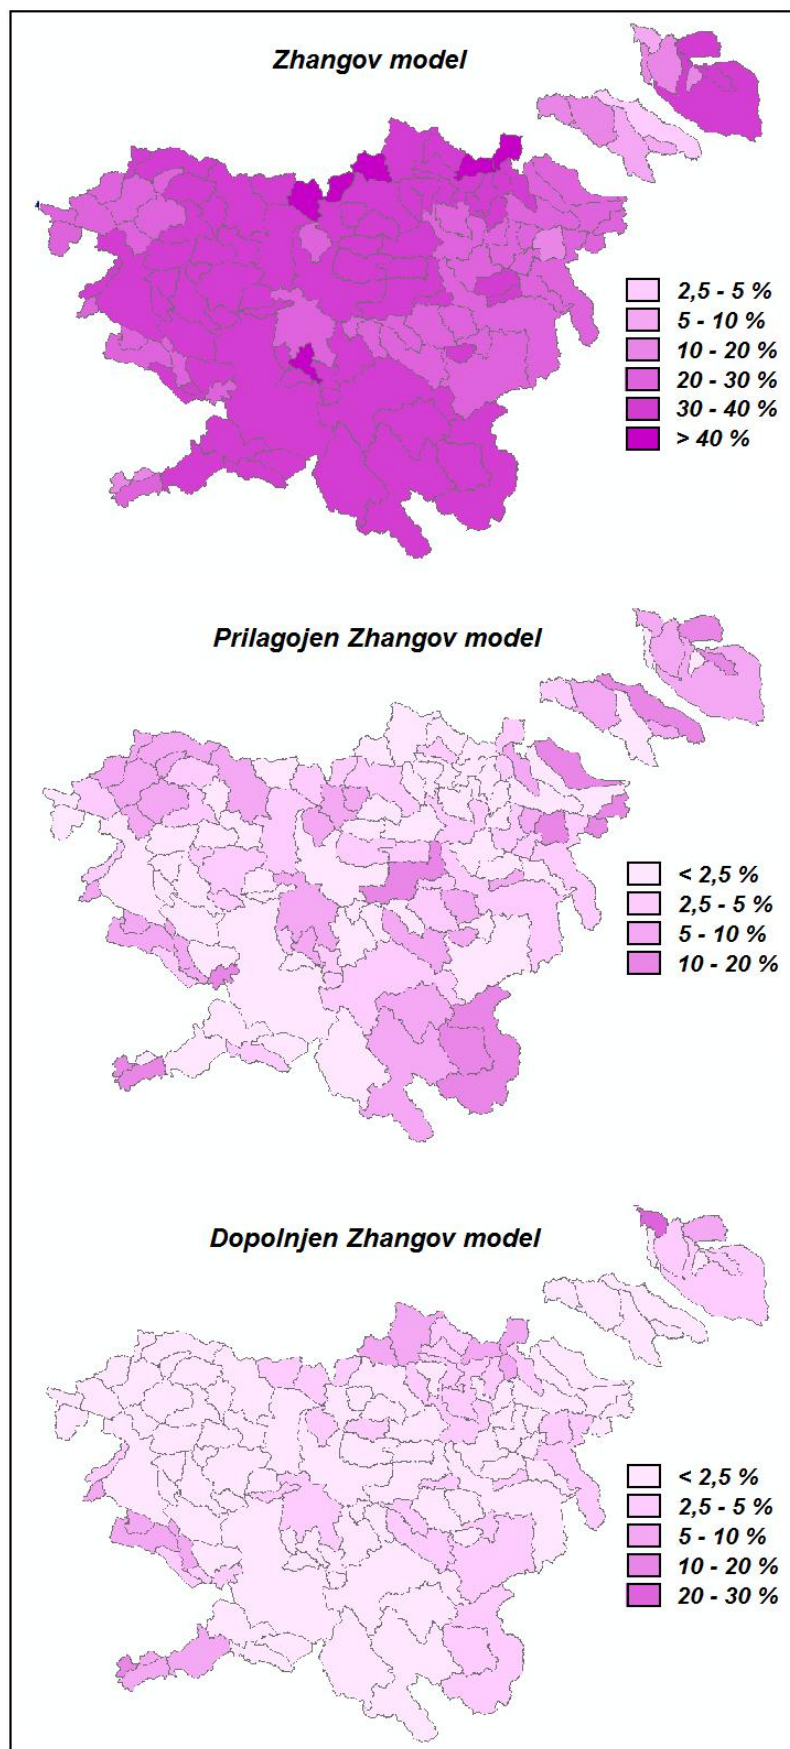 Zhangov model
2,5 - 5 %
5 - 10 %
10 - 20 %
20 - 30 %
30 - 40 %
> 40 %
Prilagojen Zhangov model
< 2,5 %
2,5 - 5 %
5 - 10 %
10 - 20 %
Dopolnjen Zhangov model
< 2,5 %
2,5 - 5 %
5 - 10 %
10 - 20 %
20 - 30 %